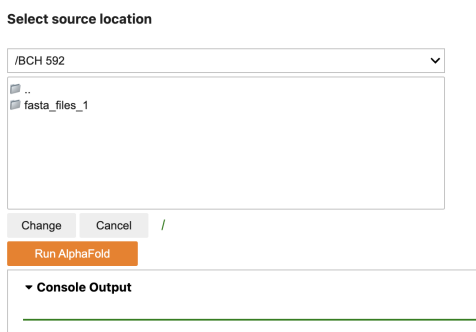 Select source location
/BCH 592
..
fasta_files_1
Change Cancel /
Run AlphaFold
Console Output